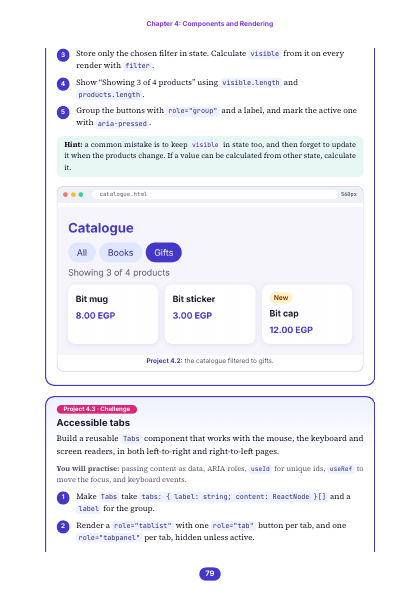 Chapter 4: Components and Rendering
3 Store only the chosen filter in state. Calculate visible from it on every
render with filter.
4 Show “Showing 3 of 4 products” using visible.length and
products.length.
5 Group the buttons with role="group" and a label, and mark the active one
with aria-pressed.
Hint: a common mistake is to keep visible in state too, and then forget to update
it when the products change. If a value can be calculated from other state, calculate
it.
catalogue.html 560px
Catalogue
All Books Gifts
Showing 3 of 4 products
Bit mug
8.00 EGP
Bit sticker
3.00 EGP
New
Bit cap
12.00 EGP
Project 4.2: the catalogue filtered to gifts.
Project 4.3 · Challenge
Accessible tabs
Build a reusable Tabs component that works with the mouse, the keyboard and
screen readers, in both left-to-right and right-to-left pages.
You will practise: passing content as data, ARIA roles, useId for unique ids, useRef to
move the focus, and keyboard events.
1 Make Tabs take tabs: { label: string; content: ReactNode }[] and a
label for the group.
2 Render a role="tablist" with one role="tab" button per tab, and one
role="tabpanel" per tab, hidden unless active.
79